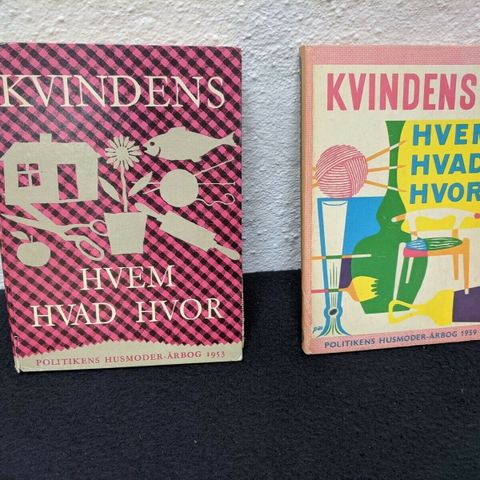 KVINDENS
HVEM
HVAD HVOR
POLITIKENS HUSMODER-ÅRBOG 1953
KVINDENS
HVEM
HVAD
HVOR
POLITIKENS HUSMODER-ÅRBOG 1959